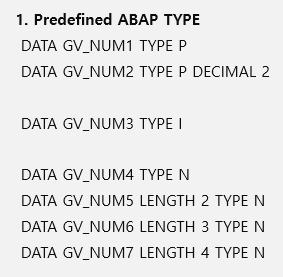 1. Predefined ABAP TYPE
DATA GV_NUM1 TYPE P
DATA GV_NUM2 TYPE P DECIMAL 2
DATA GV_NUM3 TYPE I
DATA GV_NUM4 TYPE N
DATA GV_NUM5 LENGTH 2 TYPE N
DATA GV_NUM6 LENGTH 3 TYPE N
DATA GV_NUM7 LENGTH 4 TYPE N